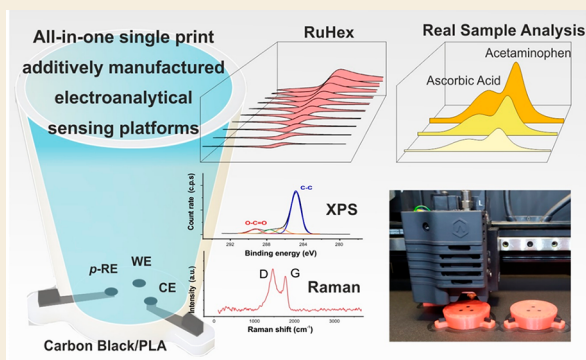 All-in-one single print
additively manufactured
electroanalytical
sensing platforms
p-RE
WE
CE
Carbon Black/PLA
RuHex
Real Sample Analysis
Acetaminophen
Ascorbic Acid
XPS
Count rate (c.p.s)
O-C=O
C-C
292
288
284
280
Binding energy (eV)
Raman
Intensity (a.u.)
D
G
0
1000
2000
3000
Raman shift (cm⁻¹)